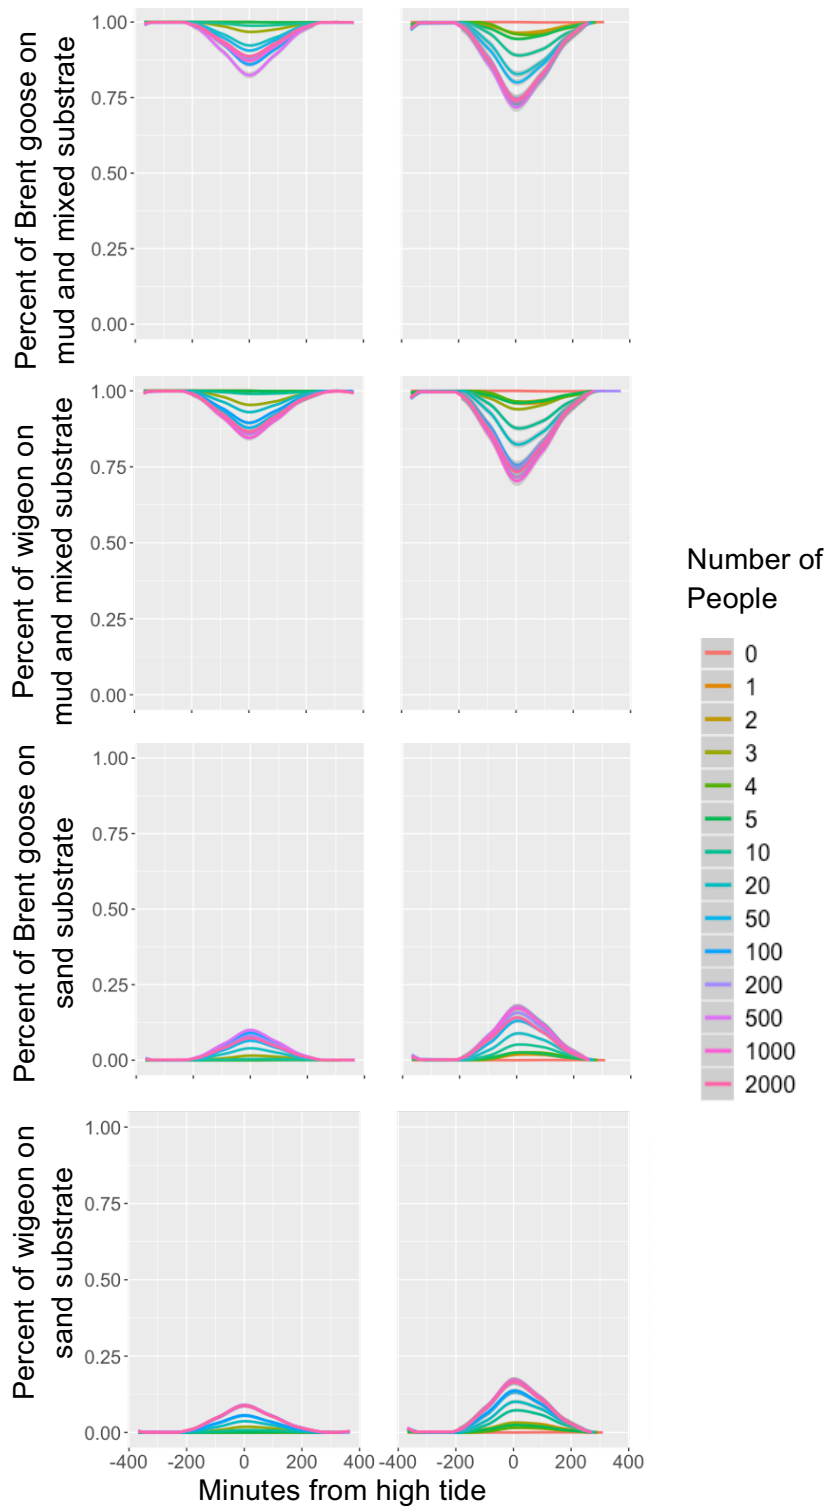 Percent of Brent goose on
mud and mixed substrate
1.00
0.75
0.50
0.25
0.00
Percent of wigeon on
mud and mixed substrate
1.00
0.75
0.50
0.25
0.00
Percent of Brent goose on
sand substrate
1.00
0.75
0.50
0.25
0.00
Percent of wigeon on
sand substrate
1.00
0.75
0.50
0.25
0.00
-400 -200 0 200 400 -400 -200 0 200 400
Minutes from high tide
Number of
People
0
1
2
3
4
5
10
20
50
100
200
500
1000
2000